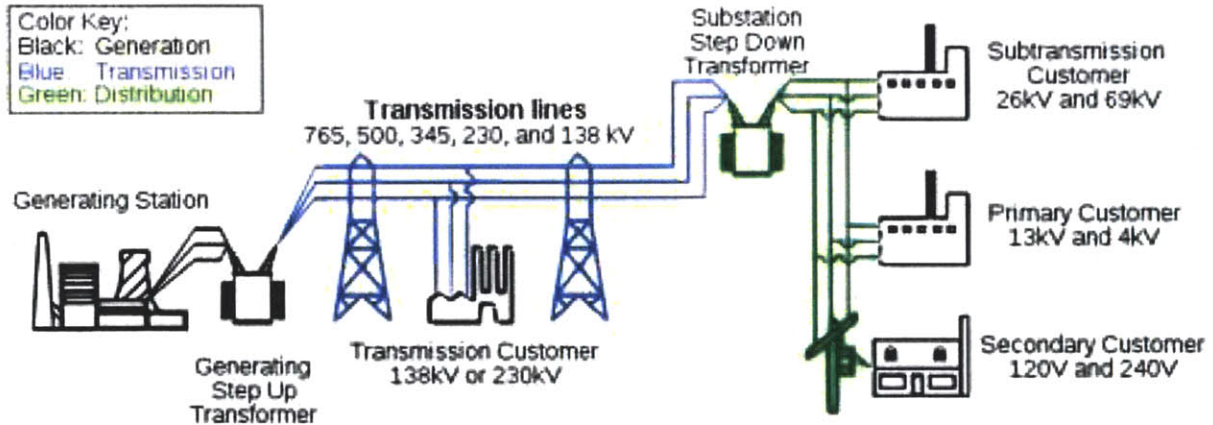 Color Key:
Black: Generation
Blue: Transmission
Green: Distribution
Substation
Step Down
Transformer
Subtransmission
Customer
26kV and 69kV
Transmission lines
765, 500, 345, 230, and 138 kV
Generating Station
Primary Customer
13kV and 4kV
Generating
Step Up
Transformer
Transmission Customer
138kV or 230kV
Secondary Customer
120V and 240V